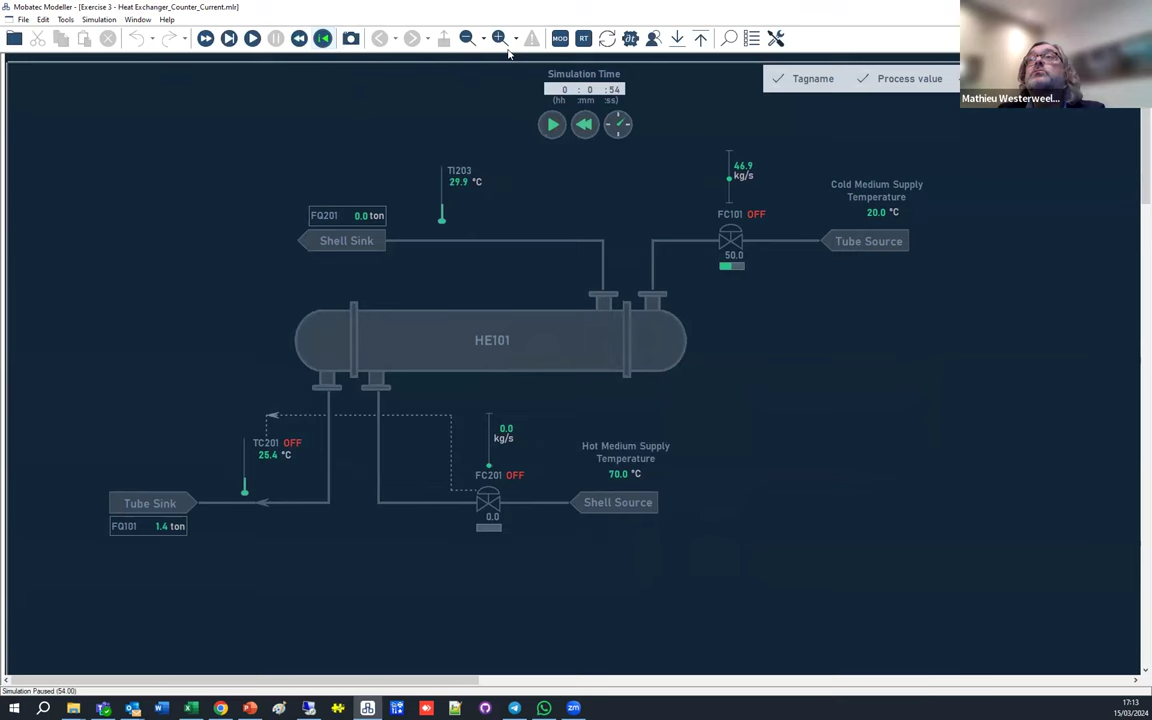 Mobatec Modeller - [Exercise 3 - Heat Exchanger_Counter_Current.mlr]
File Edit Tools Simulation Window Help
MOD RT
Simulation Time
0 : 0 : 54
(hh :mm :ss)
Tagname Process value
Mathieu Westerweel...
TI203
29.9 °C
46.9
kg/s
Cold Medium Supply
Temperature
20.0 °C
FQ201 0.0 ton
FC101 OFF
Shell Sink
Tube Source
50.0
HE101
TC201 OFF
25.4 °C
0.0
kg/s
Hot Medium Supply
Temperature
70.0 °C
FC201 OFF
Tube Sink
Shell Source
0.0
FQ101 1.4 ton
Simulation Paused (54.00)
17:13
15/03/2024